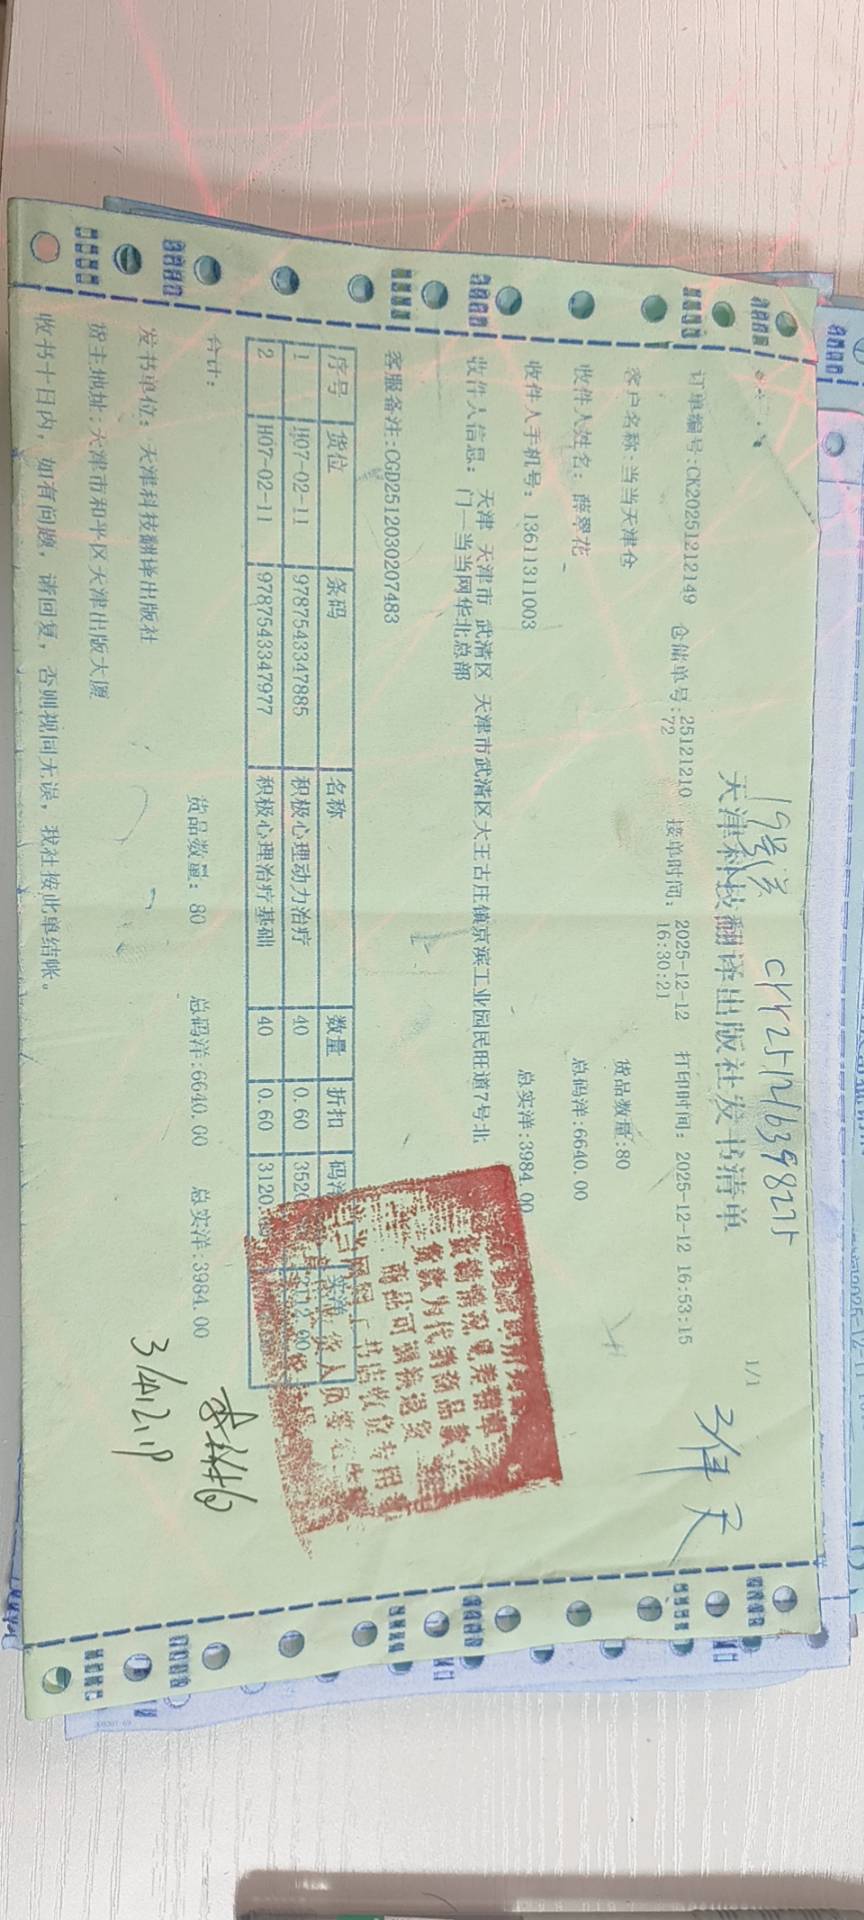 天津科技翻译出版社发书清单
1/1
订单编号:CK20251212149 仓储单号:2512121072 接单时间: 2025-12-12 16:30:21 打印时间: 2025-12-12 16:53:15
客户名称:当当天津仓 货品数量:80
收件人姓名: 薛翠花 总码洋:6640.00
收件人手机号: 13611311003 总实洋:3984.00
收件人信息: 天津 天津市 武清区 天津市武清区大王古庄镇京滨工业园民旺道7号北
门一当当网华北总部
客服备注:CGD2512030207483
序号 货位 条码 名称 数量 折扣 码洋 实洋
1 H07-02-11 9787543347885 积极心理动力治疗 40 0.60
2 H07-02-11 9787543347977 积极心理治疗基础 40 0.60
合计: 货品数量: 80 总码洋:6640.00 总实洋:3984.00
发书单位: 天津科技翻译出版社
货主地址:天津市和平区天津出版大厦
收书十日内，如有问题，请回复，否则视同无误，我社按此单结帐。